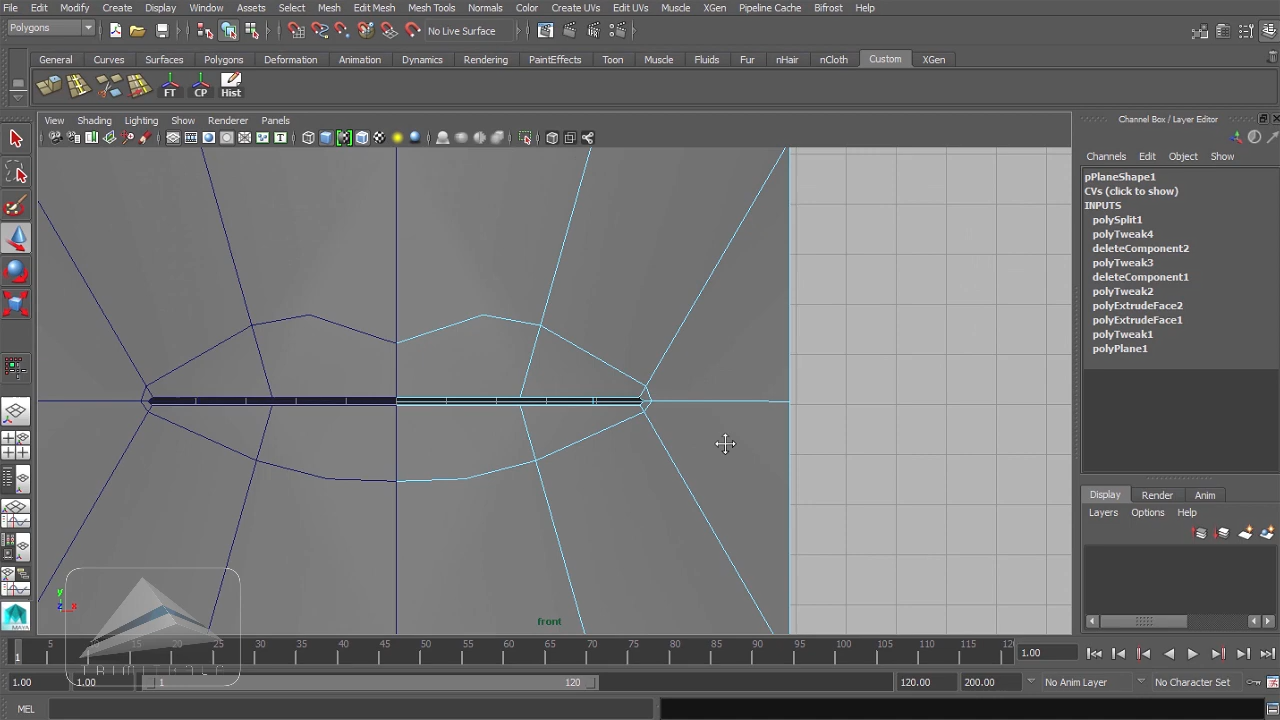 File Edit Modify Create Display Window Assets Select Mesh Edit Mesh Mesh Tools Normals Color Create UVs Edit UVs Muscle XGen Pipeline Cache Bifrost Help
Polygons
No Live Surface
General Curves Surfaces Polygons Deformation Animation Dynamics Rendering PaintEffects Toon Muscle Fluids Fur nHair nCloth Custom XGen
FT CP Hist
View Shading Lighting Show Renderer Panels
Channel Box / Layer Editor
Channels Edit Object Show
pPlaneShape1
CVs (click to show)
INPUTS
polySplit1
polyTweak4
deleteComponent2
polyTweak3
deleteComponent1
polyTweak2
polyExtrudeFace2
polyExtrudeFace1
polyTweak1
polyPlane1
Display Render Anim
Layers Options Help
y
z x
front
MAYA
1 5 15 20 25 30 35 40 45 50 55 60 65 70 75 80 85 90 95 100 105 110 115 12
1.00
1.00 1.00 1 120 120.00 200.00 No Anim Layer No Character Set
MEL